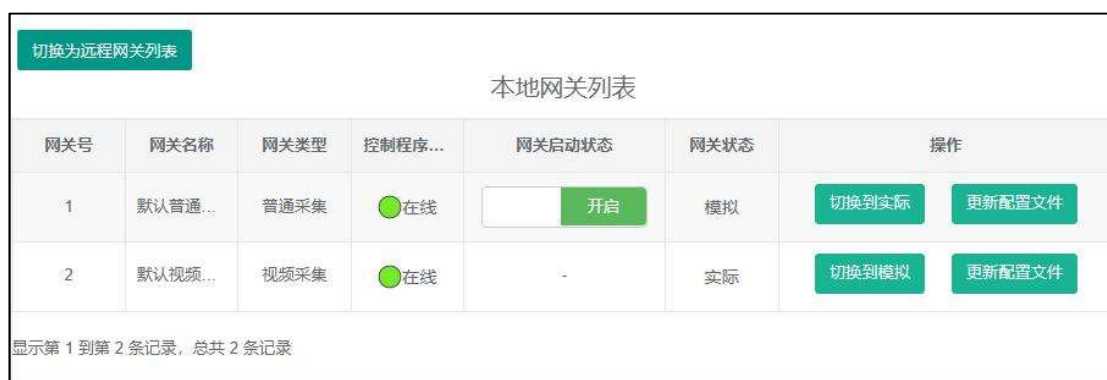 切换为远程网关列表
本地网关列表
网关号 网关名称 网关类型 控制程序... 网关启动状态 网关状态 操作
1 默认普通... 普通采集 在线 开启 模拟 切换到实际 更新配置文件
2 默认视频... 视频采集 在线 - 实际 切换到模拟 更新配置文件
显示第 1 到第 2 条记录，总共 2 条记录